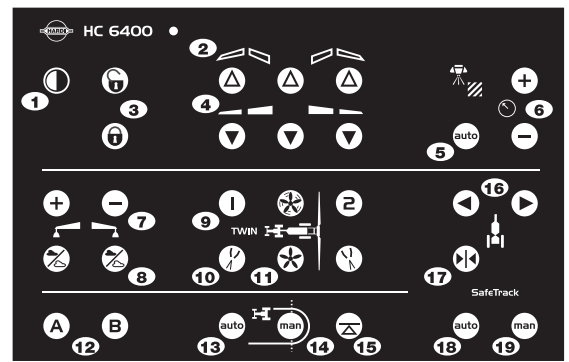 HARDI HC 6400
2
1 3 4 6
auto
5
+ − 7 9 1 2 16
TWIN
8 10 11 17
SafeTrack
A B auto man auto man
12 13 14 15 18 19